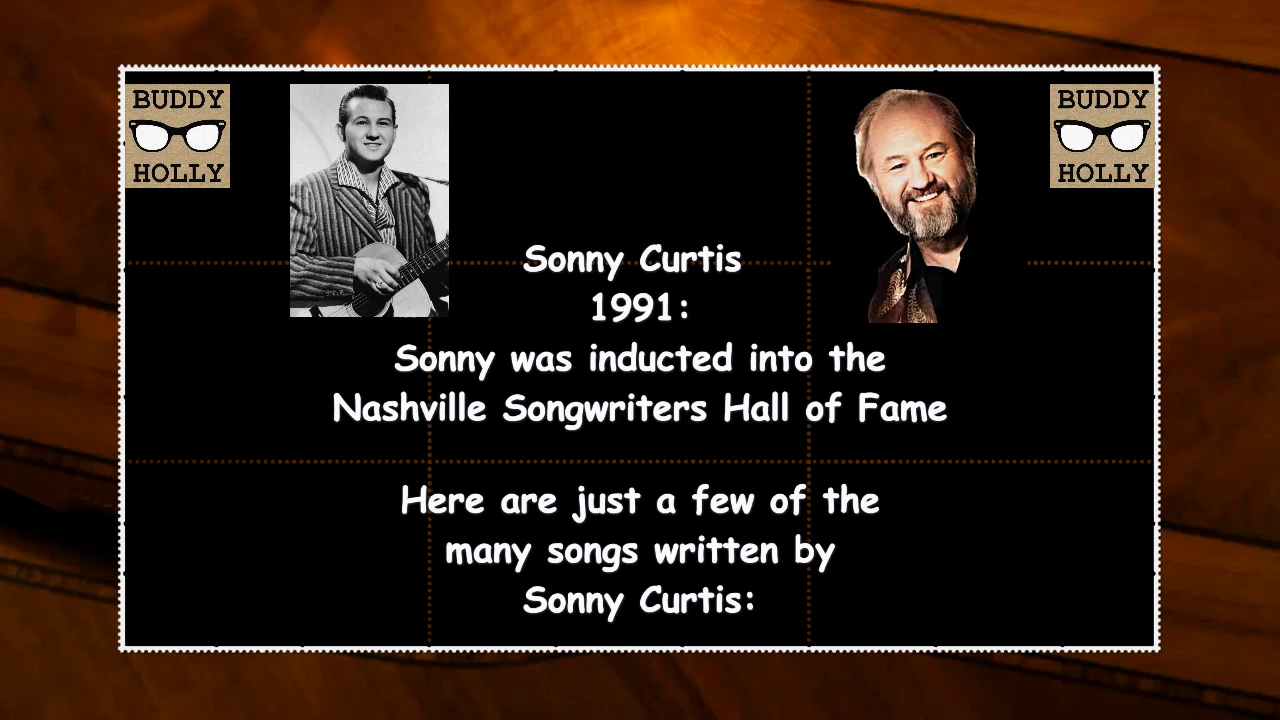 BUDDY
HOLLY
BUDDY
HOLLY
Sonny Curtis
1991:
Sonny was inducted into the
Nashville Songwriters Hall of Fame
Here are just a few of the
many songs written by
Sonny Curtis: